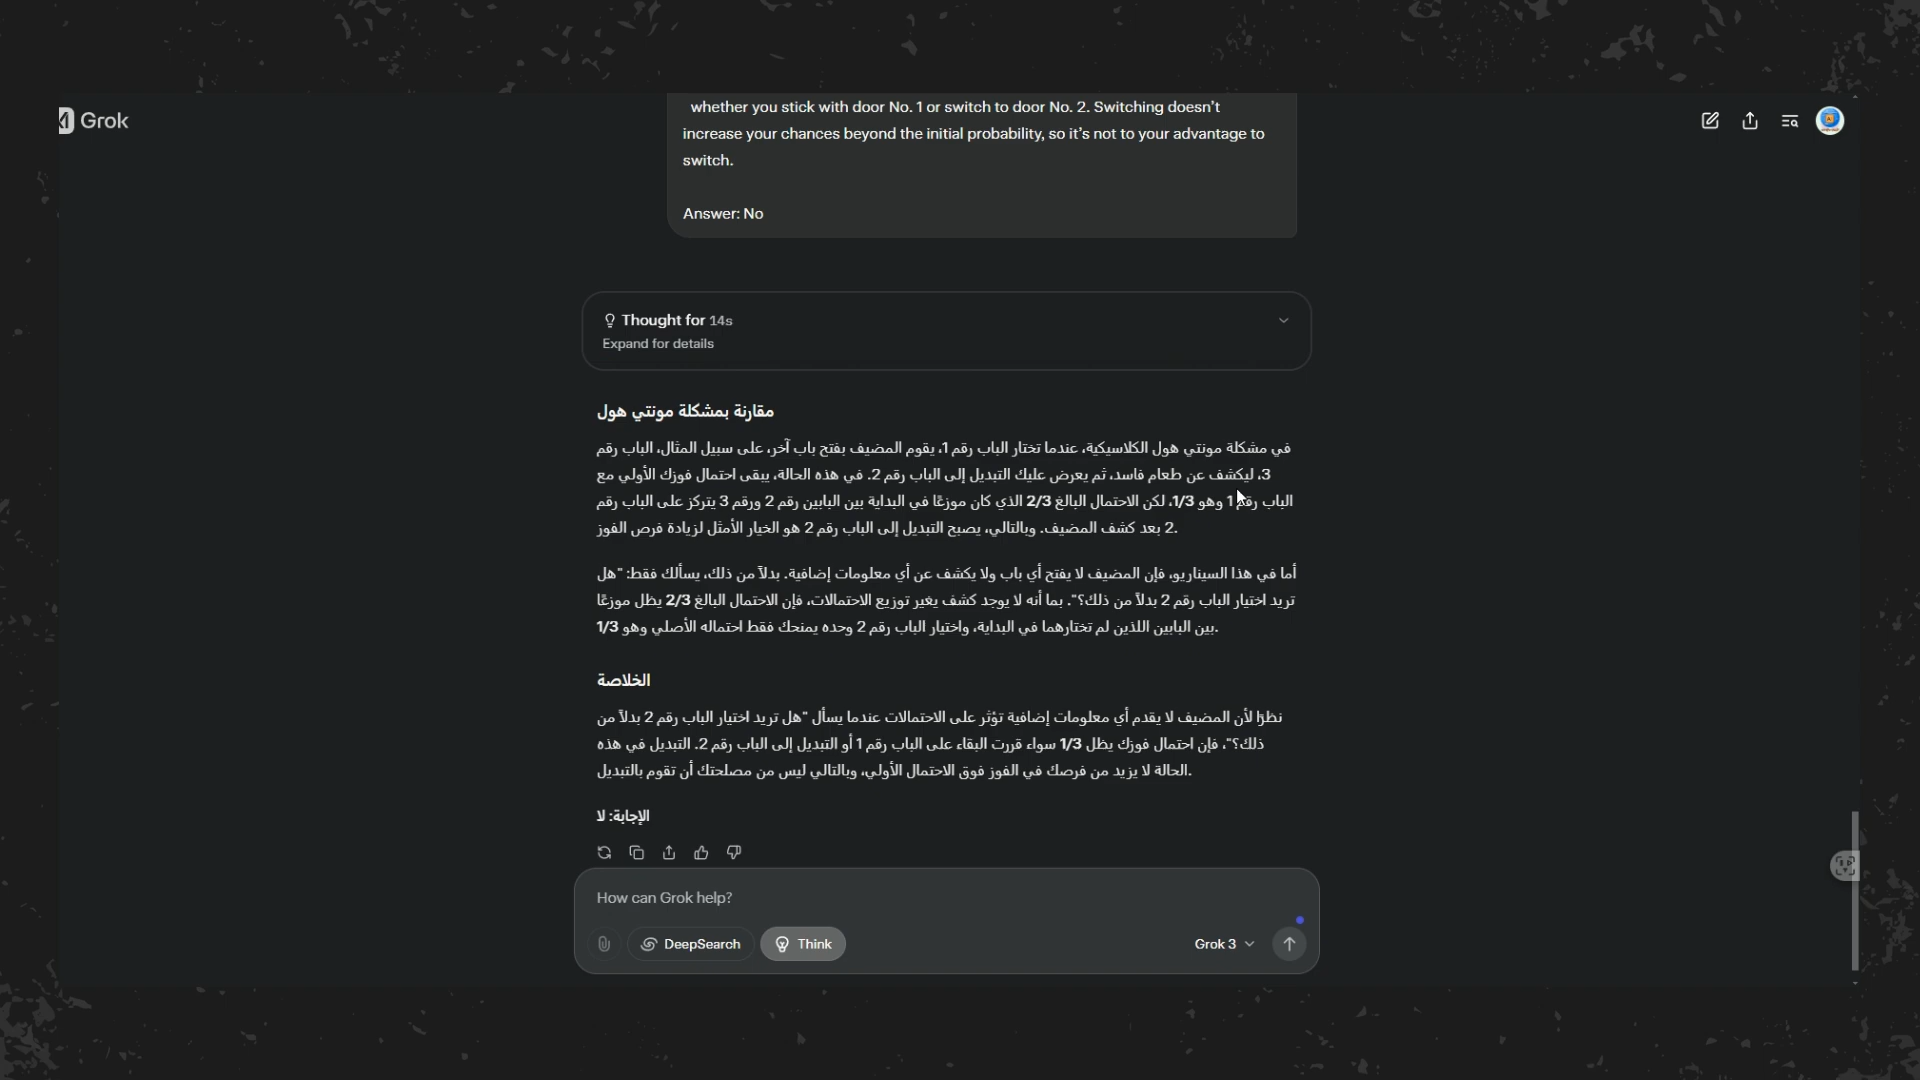 Grok
whether you stick with door No. 1 or switch to door No. 2. Switching doesn't
increase your chances beyond the initial probability, so it's not to your advantage to
switch.
Answer: No
Thought for 14s
Expand for details
مقارنة بمشكلة مونتي هول
في مشكلة مونتي هول الكلاسيكية، عندما تختار الباب رقم 1، يقوم المضيف بفتح باب آخر، على سبيل المثال، الباب رقم
3، ليكشف عن طعام فاسد، ثم يعرض عليك التبديل إلى الباب رقم 2. في هذه الحالة، يبقى احتمال فوزك الأولي مع
الباب رقم 1 وهو 1/3، لكن الاحتمال البالغ 2/3 الذي كان موزعًا في البداية بين البابين رقم 2 ورقم 3 يتركز على الباب رقم
2 بعد كشف المضيف. وبالتالي، يصبح التبديل إلى الباب رقم 2 هو الخيار الأمثل لزيادة فرص الفوز.
أما في هذا السيناريو، فإن المضيف لا يفتح أي باب ولا يكشف عن أي معلومات إضافية. بدلاً من ذلك، يسألك فقط: "هل
تريد اختيار الباب رقم 2 بدلاً من ذلك؟". بما أنه لا يوجد كشف يغير توزيع الاحتمالات، فإن الاحتمال البالغ 2/3 يظل موزعًا
بين البابين اللذين لم تختارهما في البداية، واختيار الباب رقم 2 وحده يمنحك فقط احتماله الأصلي وهو 1/3.
الخلاصة
نظرًا لأن المضيف لا يقدم أي معلومات إضافية تؤثر على الاحتمالات عندما يسأل "هل تريد اختيار الباب رقم 2 بدلاً من
ذلك؟"، فإن احتمال فوزك يظل 1/3 سواء قررت البقاء على الباب رقم 1 أو التبديل إلى الباب رقم 2. التبديل في هذه
الحالة لا يزيد من فرصك في الفوز فوق الاحتمال الأولي، وبالتالي ليس من مصلحتك أن تقوم بالتبديل.
الإجابة: لا
How can Grok help?
DeepSearch
Think
Grok 3